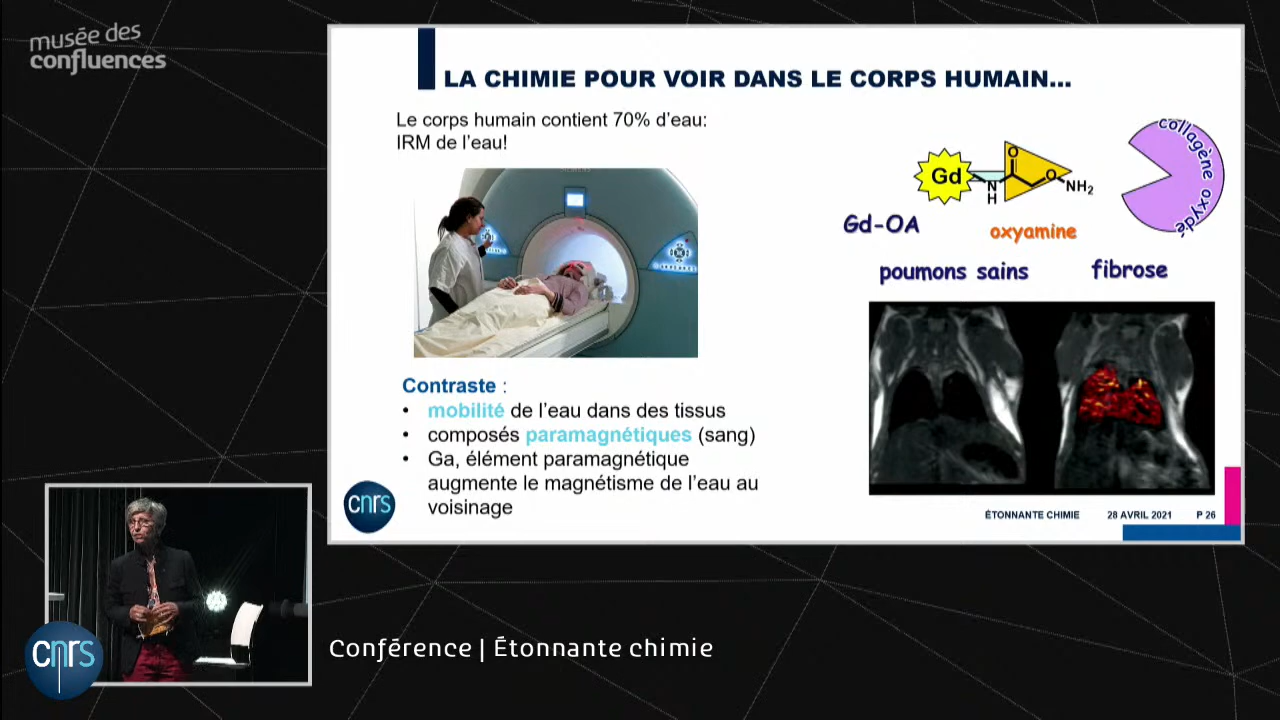 musée des
confluences
LA CHIMIE POUR VOIR DANS LE CORPS HUMAIN...
Le corps humain contient 70% d'eau:
IRM de l'eau!
Gd
O
O
N
H
NH2
collagène oxydé
Gd-OA
oxyamine
poumons sains
fibrose
Contraste :
• mobilité de l'eau dans des tissus
• composés paramagnétiques (sang)
• Ga, élément paramagnétique
augmente le magnétisme de l'eau au
voisinage
cnrs
ÉTONNANTE CHIMIE 28 AVRIL 2021 P 26
cnrs
Conférence | Étonnante chimie